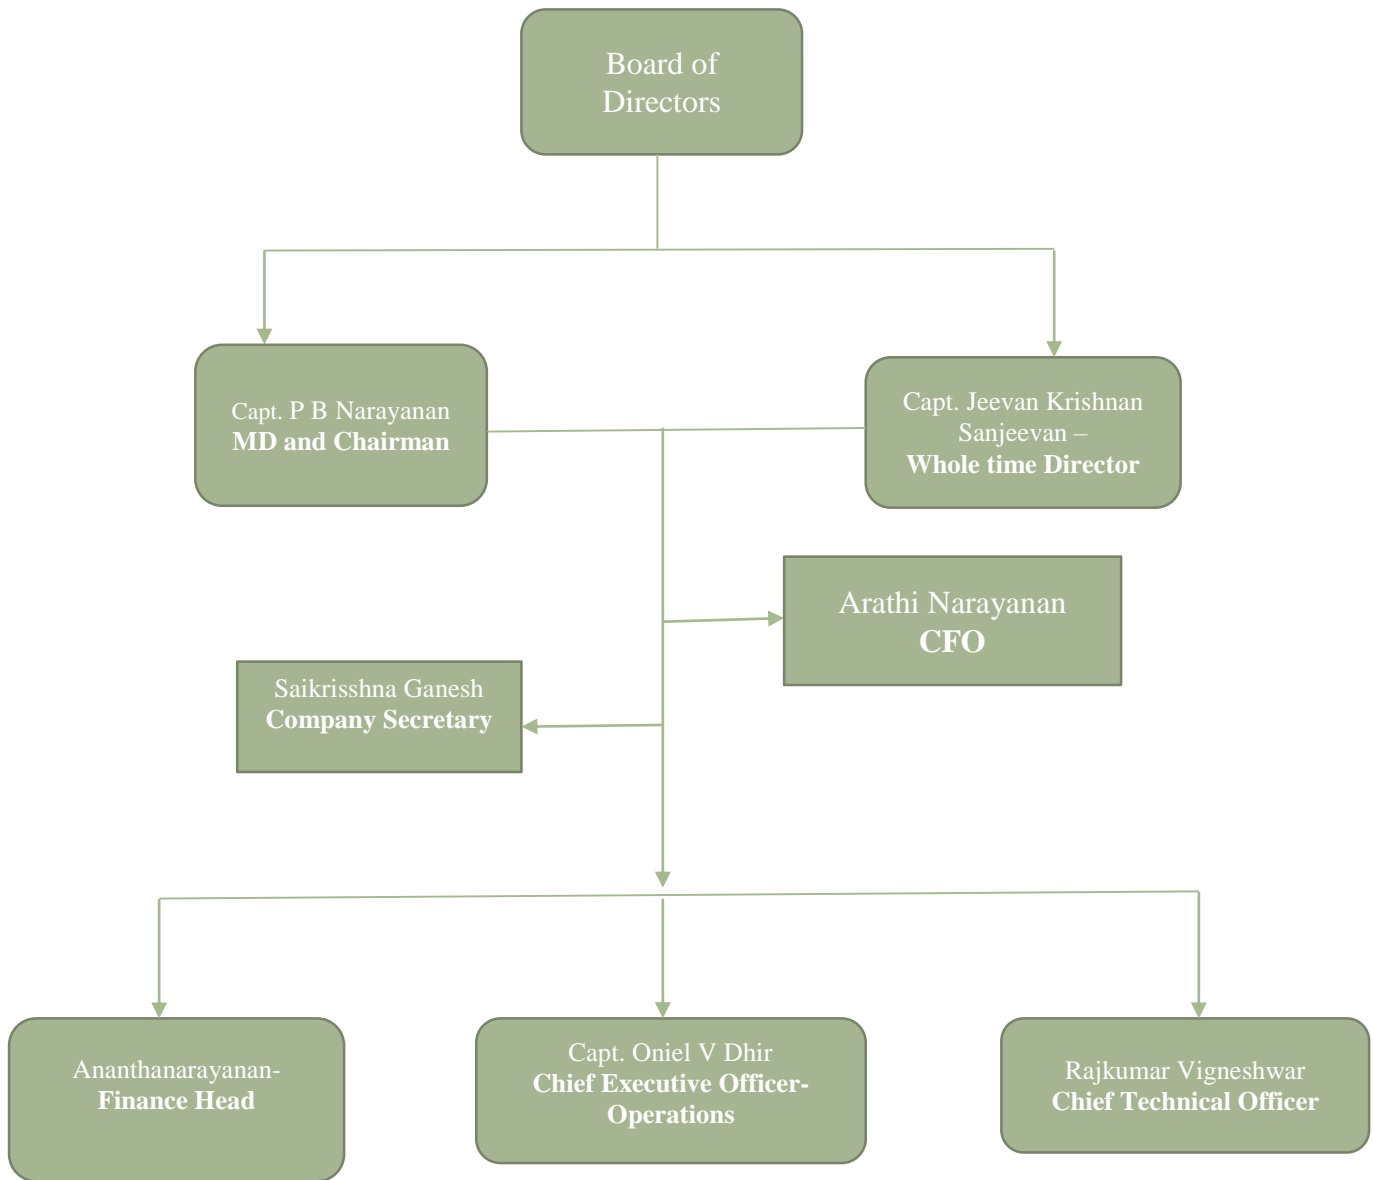 Board of
Directors
Capt. P B Narayanan
MD and Chairman
Capt. Jeevan Krishnan
Sanjeevan –
Whole time Director
Arathi Narayanan
CFO
Saikrisshna Ganesh
Company Secretary
Ananthanarayanan-
Finance Head
Capt. Oniel V Dhir
Chief Executive Officer-
Operations
Rajkumar Vigneshwar
Chief Technical Officer